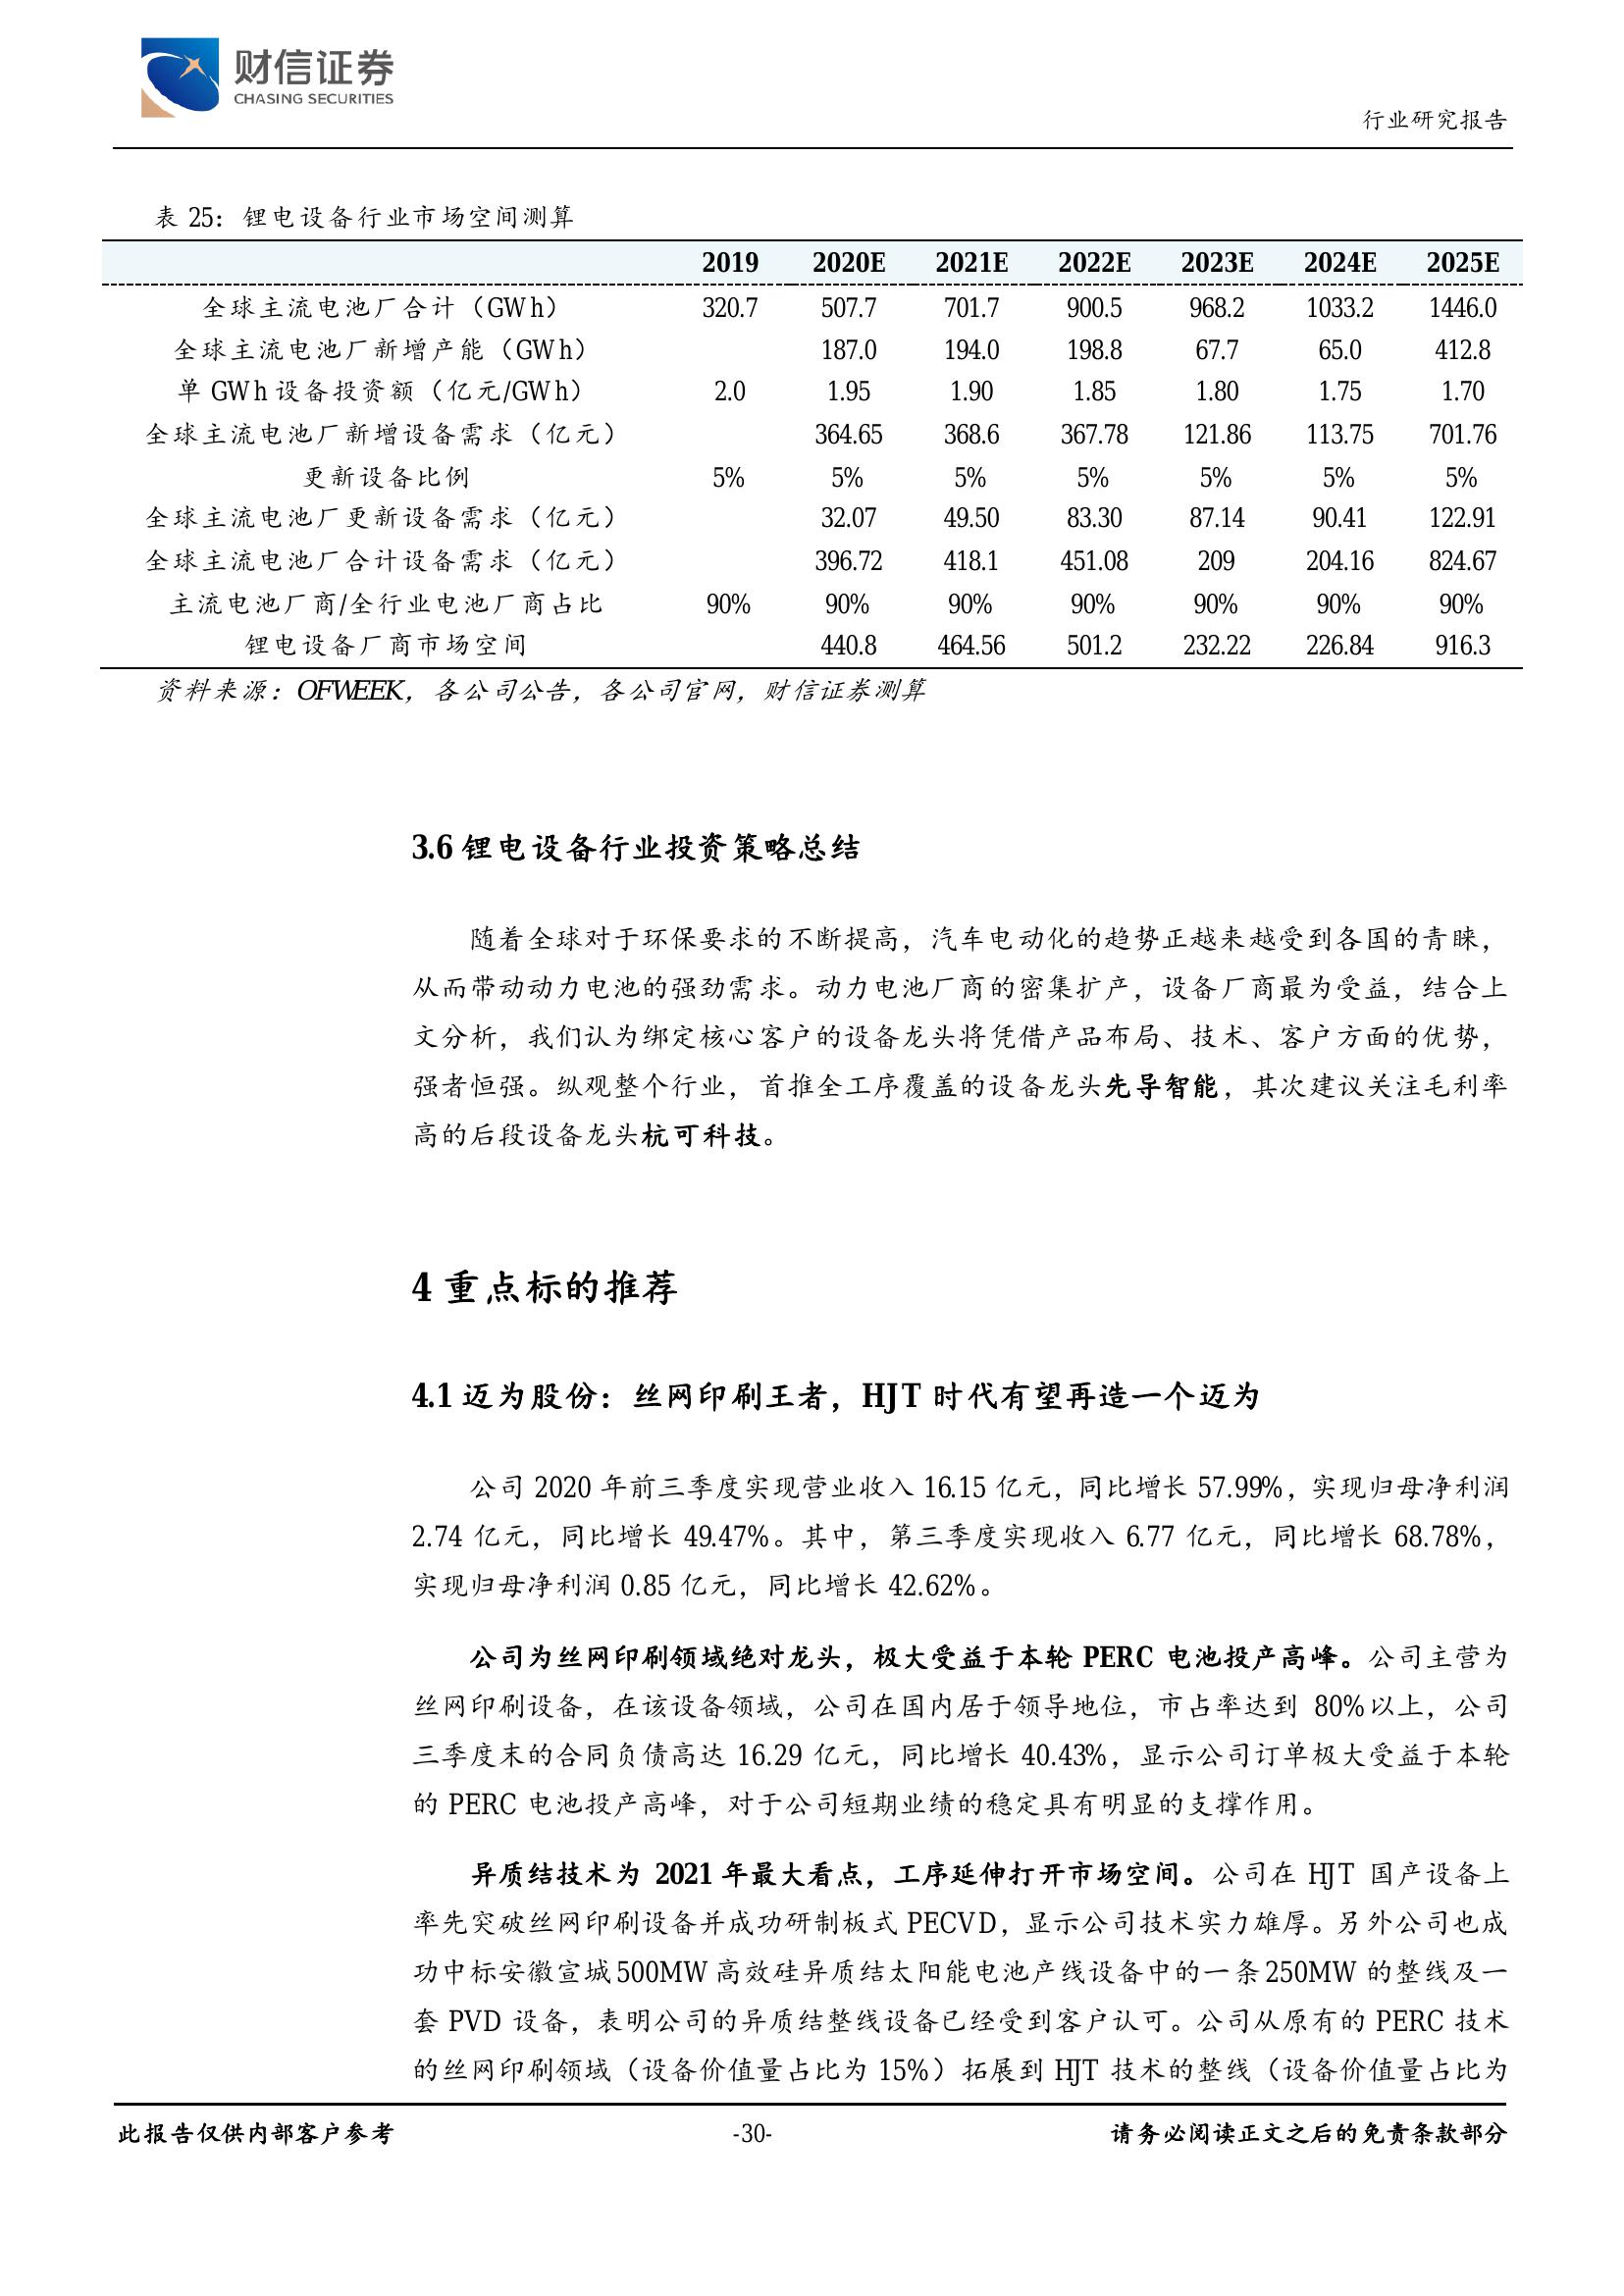 财信证券
CHASING SECURITIES
行业研究报告
表 25：锂电设备行业市场空间测算
2019 2020E 2021E 2022E 2023E 2024E 2025E
全球主流电池厂合计（GWh） 320.7 507.7 701.7 900.5 968.2 1033.2 1446.0
全球主流电池厂新增产能（GWh） 187.0 194.0 198.8 67.7 65.0 412.8
单 GWh 设备投资额（亿元/GWh） 2.0 1.95 1.90 1.85 1.80 1.75 1.70
全球主流电池厂新增设备需求（亿元） 364.65 368.6 367.78 121.86 113.75 701.76
更新设备比例 5% 5% 5% 5% 5% 5% 5%
全球主流电池厂更新设备需求（亿元） 32.07 49.50 83.30 87.14 90.41 122.91
全球主流电池厂合计设备需求（亿元） 396.72 418.1 451.08 209 204.16 824.67
主流电池厂商/全行业电池厂商占比 90% 90% 90% 90% 90% 90% 90%
锂电设备厂商市场空间 440.8 464.56 501.2 232.22 226.84 916.3
资料来源：OFWEEK，各公司公告，各公司官网，财信证券测算
3.6 锂电设备行业投资策略总结
随着全球对于环保要求的不断提高，汽车电动化的趋势正越来越受到各国的青睐，
从而带动动力电池的强劲需求。动力电池厂商的密集扩产，设备厂商最为受益，结合上
文分析，我们认为绑定核心客户的设备龙头将凭借产品布局、技术、客户方面的优势，
强者恒强。纵观整个行业，首推全工序覆盖的设备龙头先导智能，其次建议关注毛利率
高的后段设备龙头杭可科技。
4 重点标的推荐
4.1 迈为股份：丝网印刷王者，HJT 时代有望再造一个迈为
公司 2020 年前三季度实现营业收入 16.15 亿元，同比增长 57.99%，实现归母净利润
2.74 亿元，同比增长 49.47%。其中，第三季度实现收入 6.77 亿元，同比增长 68.78%，
实现归母净利润 0.85 亿元，同比增长 42.62%。
公司为丝网印刷领域绝对龙头，极大受益于本轮 PERC 电池投产高峰。公司主营为
丝网印刷设备，在该设备领域，公司在国内居于领导地位，市占率达到 80%以上，公司
三季度末的合同负债高达 16.29 亿元，同比增长 40.43%，显示公司订单极大受益于本轮
的 PERC 电池投产高峰，对于公司短期业绩的稳定具有明显的支撑作用。
异质结技术为 2021 年最大看点，工序延伸打开市场空间。公司在 HJT 国产设备上
率先突破丝网印刷设备并成功研制板式 PECVD，显示公司技术实力雄厚。另外公司也成
功中标安徽宣城 500MW 高效硅异质结太阳能电池产线设备中的一条 250MW 的整线及一
套 PVD 设备，表明公司的异质结整线设备已经受到客户认可。公司从原有的 PERC 技术
的丝网印刷领域（设备价值量占比为 15%）拓展到 HJT 技术的整线（设备价值量占比为
此报告仅供内部客户参考
-30-
请务必阅读正文之后的免责条款部分